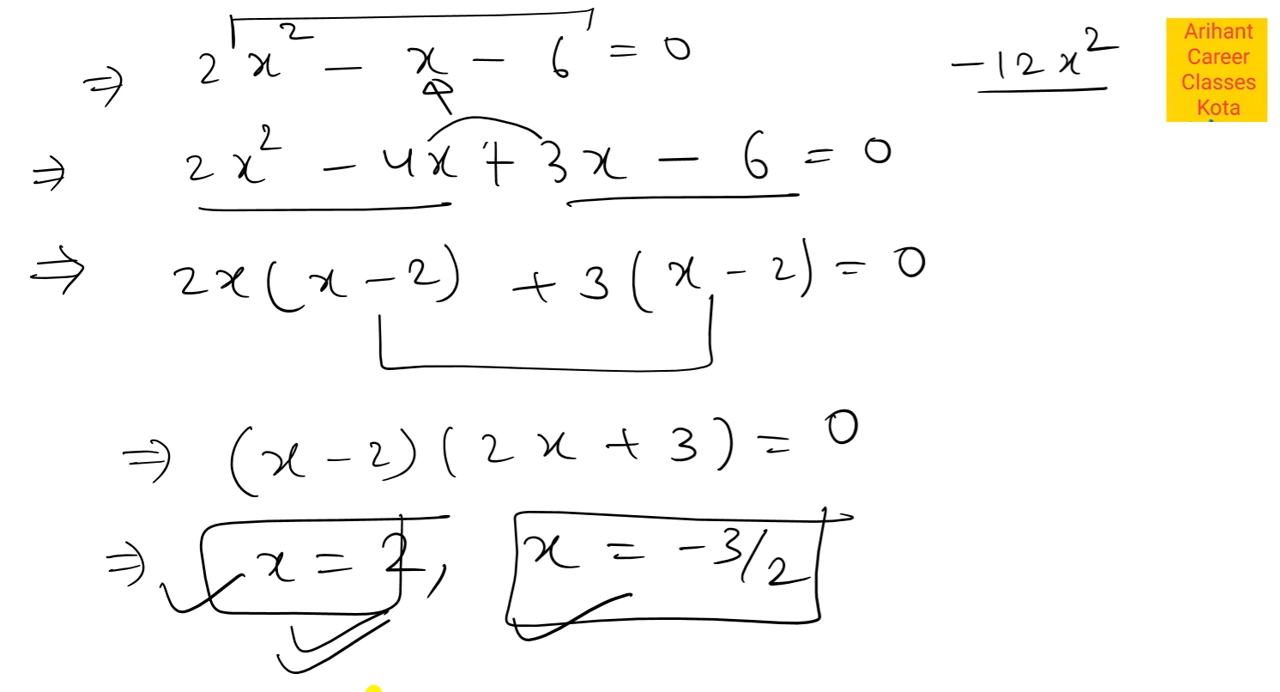 ⇒ 2x² - x - 6 = 0
-12x²
Arihant
Career
Classes
Kota
⇒ 2x² - 4x + 3x - 6 = 0
⇒ 2x(x - 2) + 3(x - 2) = 0
⇒ (x - 2)(2x + 3) = 0
⇒ x = 2, x = -3/2